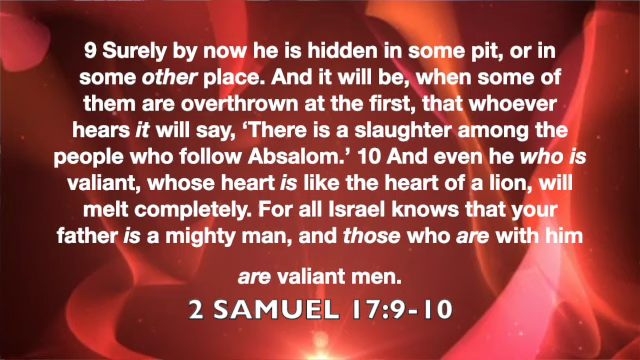 9 Surely by now he is hidden in some pit, or in
some other place. And it will be, when some of
them are overthrown at the first, that whoever
hears it will say, ‘There is a slaughter among the
people who follow Absalom.’ 10 And even he who is
valiant, whose heart is like the heart of a lion, will
melt completely. For all Israel knows that your
father is a mighty man, and those who are with him
are valiant men.
2 SAMUEL 17:9-10